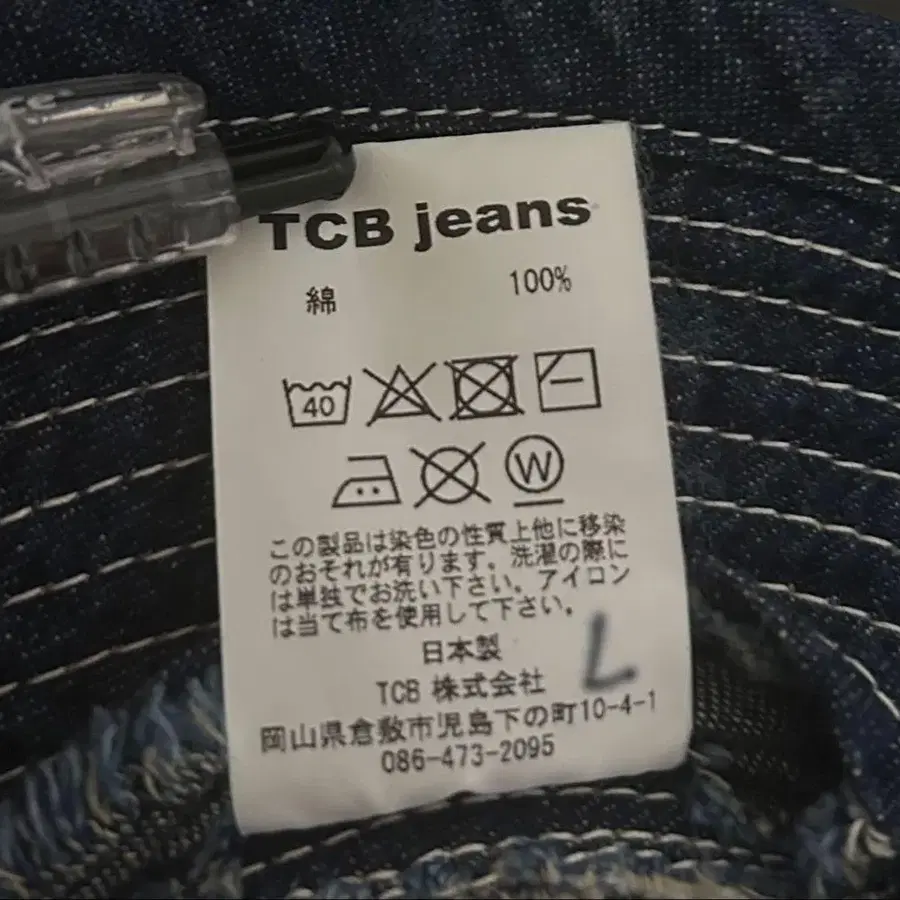 TCB jeans
綿 100%
40
W
この製品は染色の性質上他に移染
のおそれが有ります。洗濯の際に
は単独でお洗い下さい。アイロン
は当て布を使用して下さい。
日本製
L
TCB 株式会社
岡山県倉敷市児島下の町10-4-1
086-473-2095